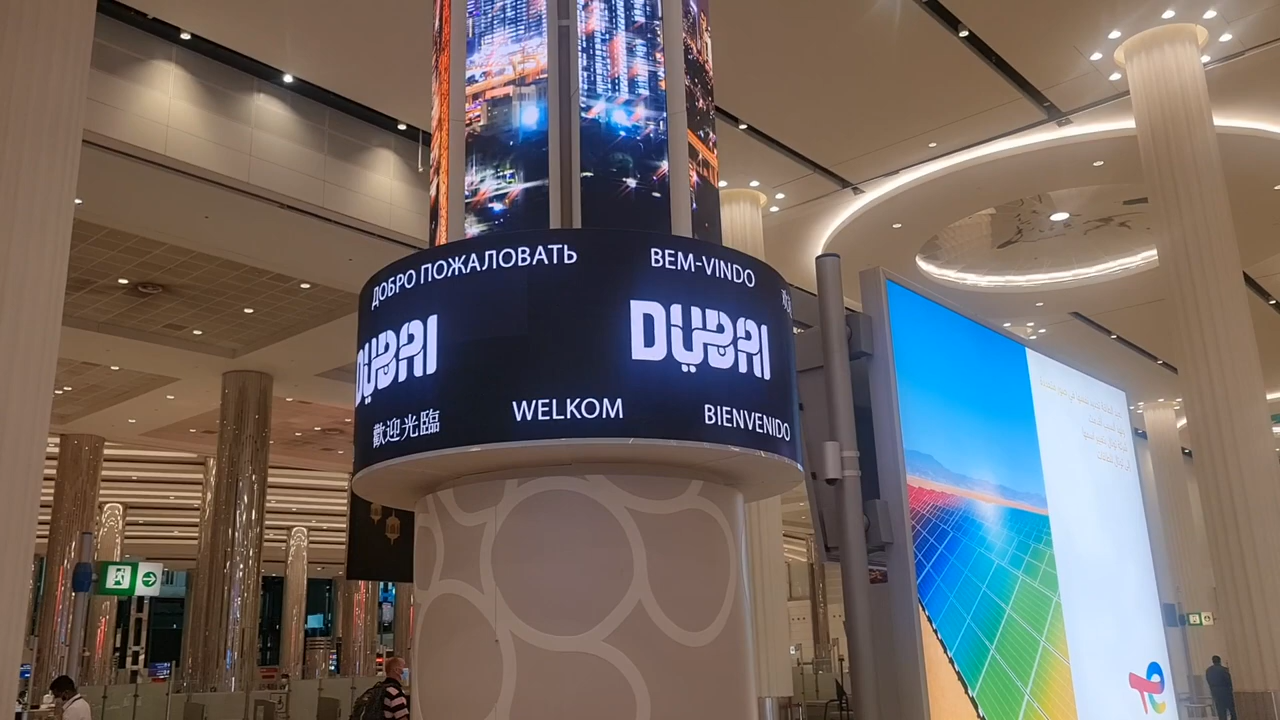 ДОБРО ПОЖАЛОВАТЬ
BEM-VINDO
DUBAI
DUBAI
歡迎光臨
WELKOM
BIENVENIDO